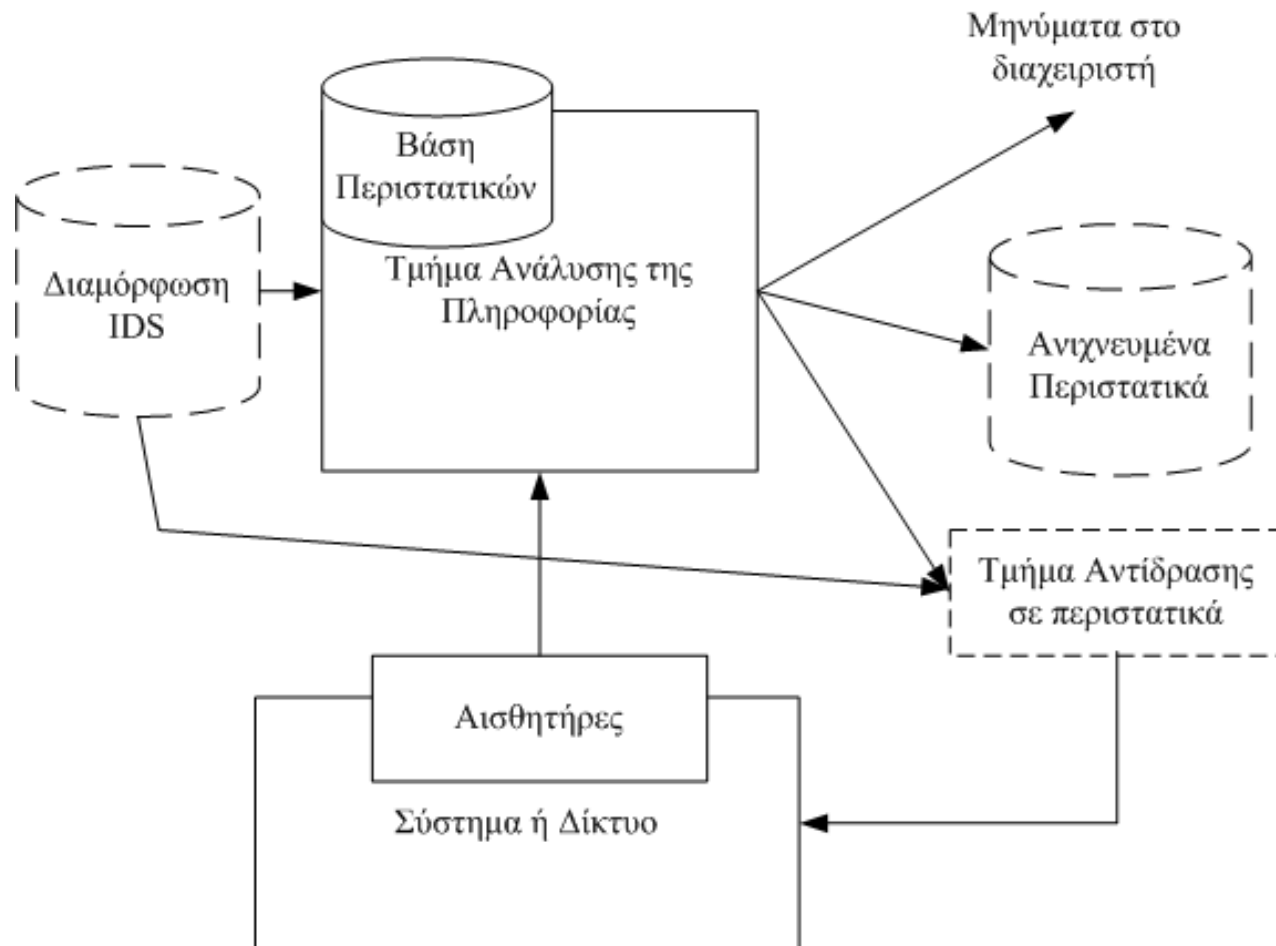 Μηνύματα στο
διαχειριστή
Βάση
Περιστατικών
Διαμόρφωση
IDS
Τμήμα Ανάλυσης της
Πληροφορίας
Ανιχνευμένα
Περιστατικά
Τμήμα Αντίδρασης
σε περιστατικά
Αισθητήρες
Σύστημα ή Δίκτυο